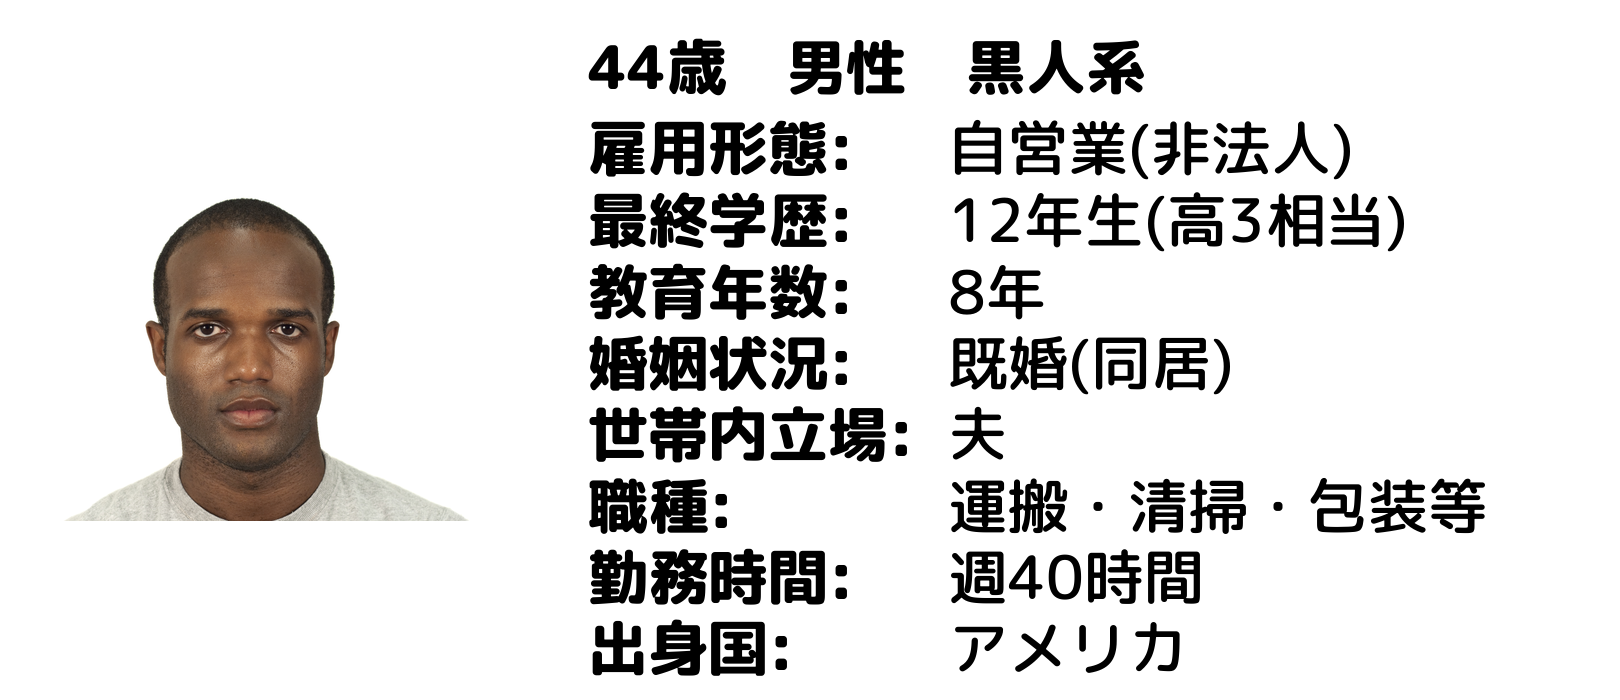 44歳　男性　黒人系
雇用形態:　自営業(非法人)
最終学歴:　12年生(高3相当)
教育年数:　8年
婚姻状況:　既婚(同居)
世帯内立場:　夫
職種:　運搬・清掃・包装等
勤務時間:　週40時間
出身国:　アメリカ